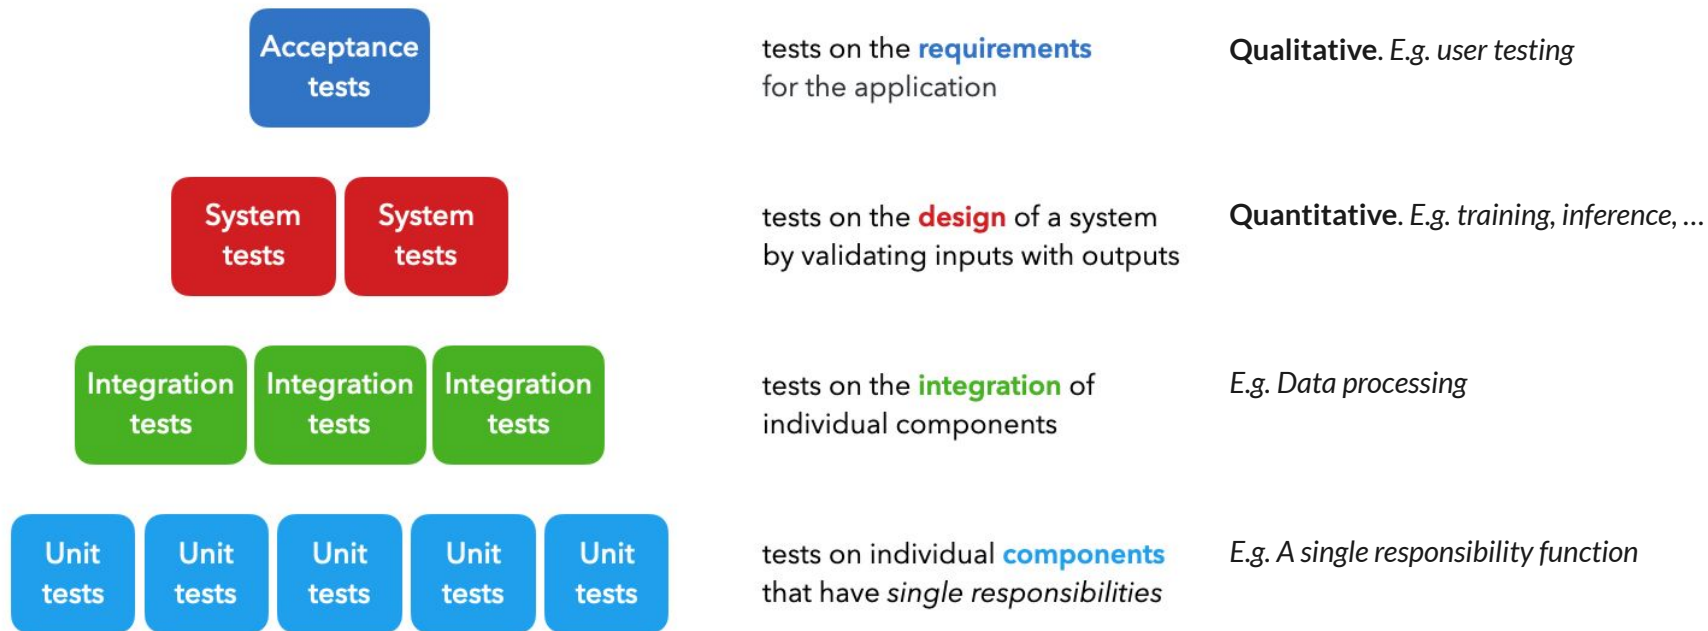 Acceptance
tests
tests on the requirements
for the application
Qualitative. E.g. user testing
System
tests
System
tests
tests on the design of a system
by validating inputs with outputs
Quantitative. E.g. training, inference, ...
Integration
tests
Integration
tests
Integration
tests
tests on the integration of
individual components
E.g. Data processing
Unit
tests
Unit
tests
Unit
tests
Unit
tests
Unit
tests
tests on individual components
that have single responsibilities
E.g. A single responsibility function